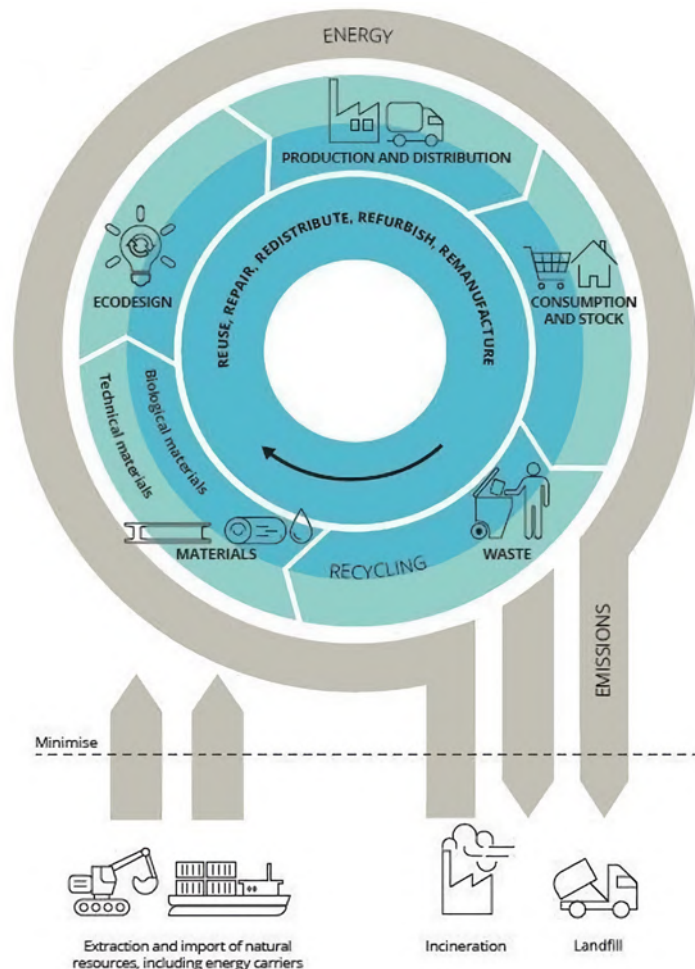 ENERGY
PRODUCTION AND DISTRIBUTION
REUSE, REPAIR, REDISTRIBUTE, REFURBISH, REMANUFACTURE
ECODESIGN
CONSUMPTION
AND STOCK
Technical materials
Biological materials
MATERIALS
RECYCLING
WASTE
EMISSIONS
Minimise
Extraction and import of natural
resources, including energy carriers
Incineration
Landfill